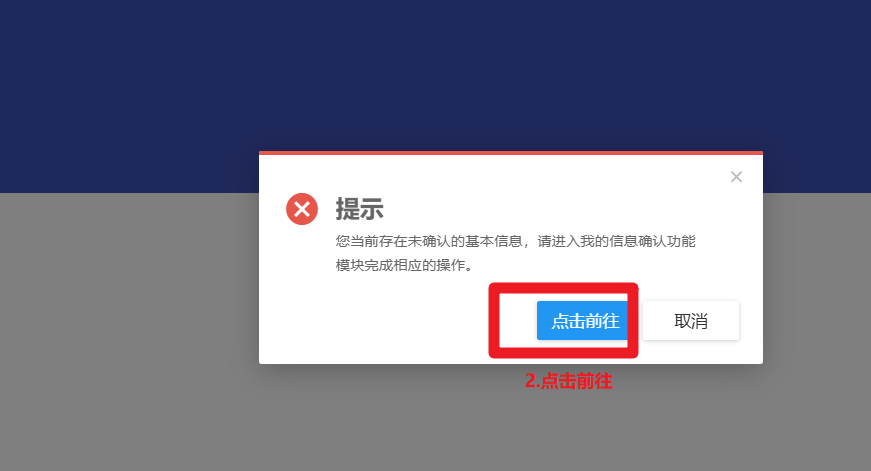 提示
您当前存在未确认的基本信息，请进入我的信息确认功能
模块完成相应的操作。
点击前往
取消
2.点击前往